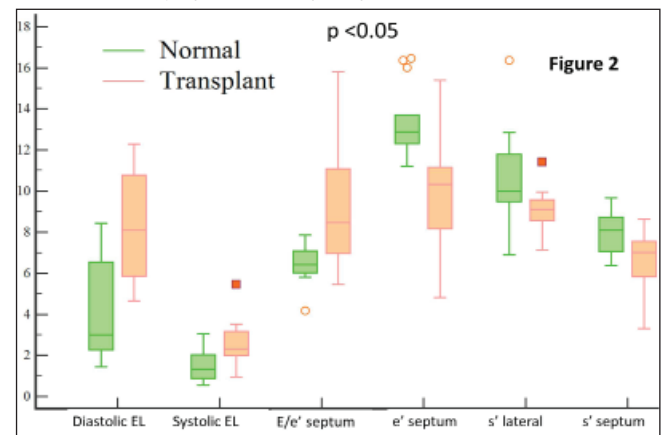 18
16
14
12
10
8
6
4
2
0
p <0.05
Normal
Transplant
Figure 2
Diastolic EL
Systolic EL
E/e' septum
e' septum
s' lateral
s' septum